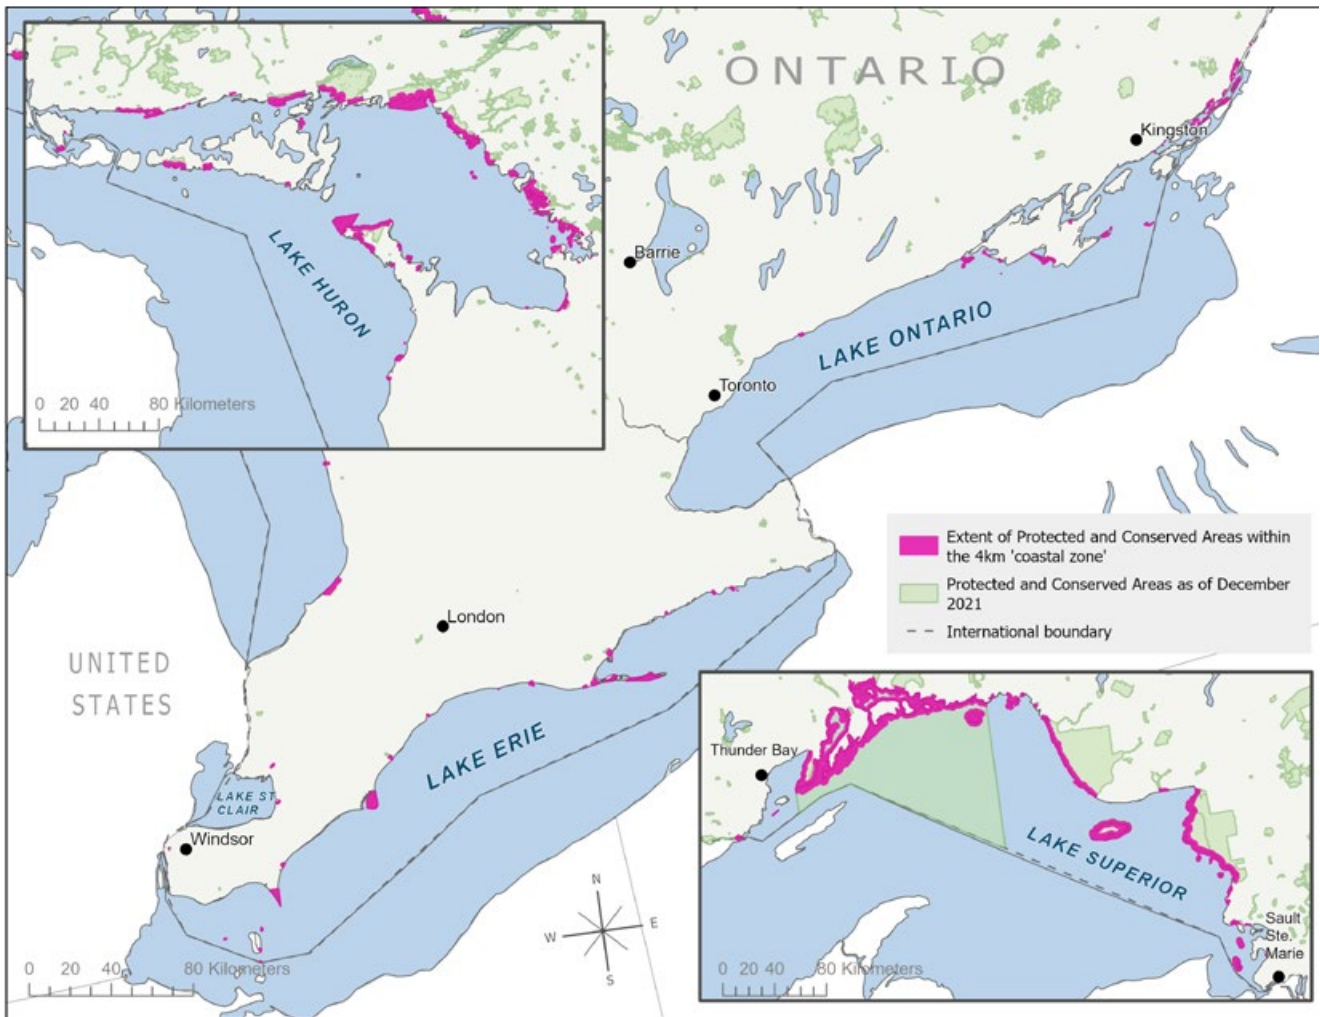 ONTARIO
Kingston
Barrie
LAKE HURON
LAKE ONTARIO
Toronto
0 20 40 80 Kilometers
Extent of Protected and Conserved Areas within
the 4km 'coastal zone'
Protected and Conserved Areas as of December
2021
International boundary
London
UNITED
STATES
LAKE ERIE
LAKE ST
CLAIR
Windsor
N
W E
S
0 20 40 80 Kilometers
Thunder Bay
LAKE SUPERIOR
Sault
Ste.
Marie
0 20 40 80 Kilometers